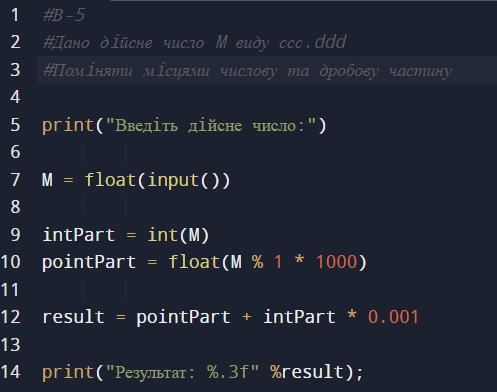 1 #В-5
2 #Дано дійсне число M виду ccc.ddd
3 #Поміняти місцями числову та дробову частину
4
5 print("Введіть дійсне число:")
6
7 M = float(input())
8
9 intPart = int(M)
10 pointPart = float(M % 1 * 1000)
11
12 result = pointPart + intPart * 0.001
13
14 print("Результат: %.3f" %result);